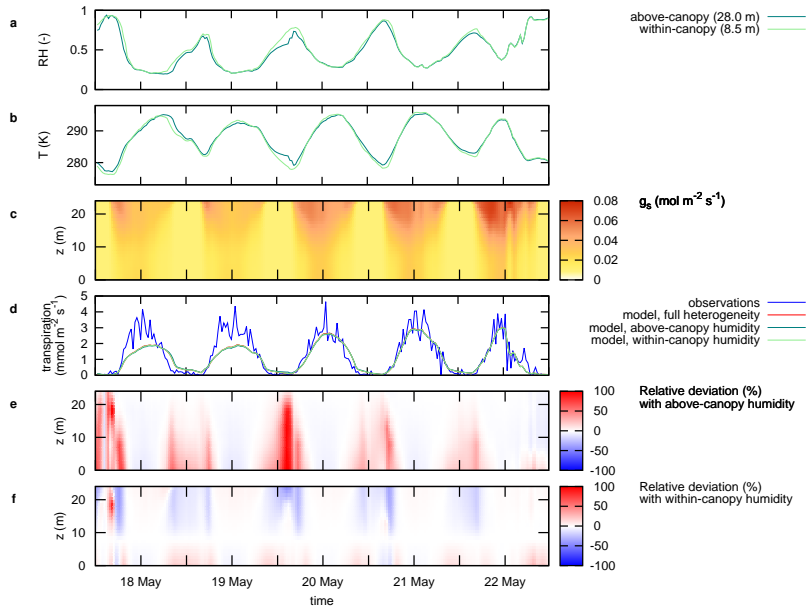 a
RH (-)
1
0.5
0
above-canopy (28.0 m)
within-canopy (8.5 m)
b
T (K)
290
280
c
z (m)
20
10
0
0.08
0.06
0.04
0.02
0
gs (mol m-2 s-1)
d
transpiration
(mmol m-2 s-1)
5
4
3
2
1
0
observations
model, full heterogeneity
model, above-canopy humidity
model, within-canopy humidity
e
z (m)
20
10
0
100
50
0
-50
-100
Relative deviation (%)
with above-canopy humidity
f
z (m)
20
10
0
100
50
0
-50
-100
Relative deviation (%)
with within-canopy humidity
18 May 19 May 20 May 21 May 22 May
time